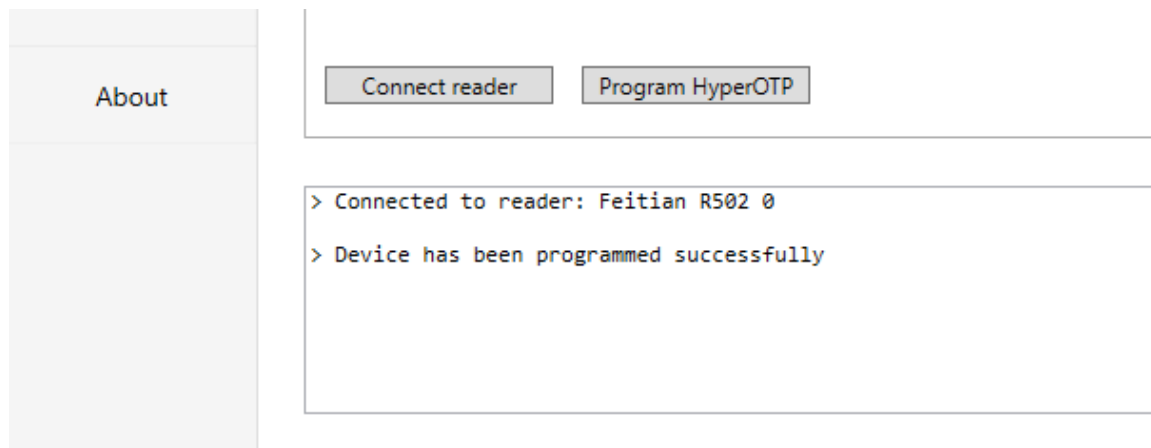 About
Connect reader
Program HyperOTP
> Connected to reader: Feitian R502 0
> Device has been programmed successfully